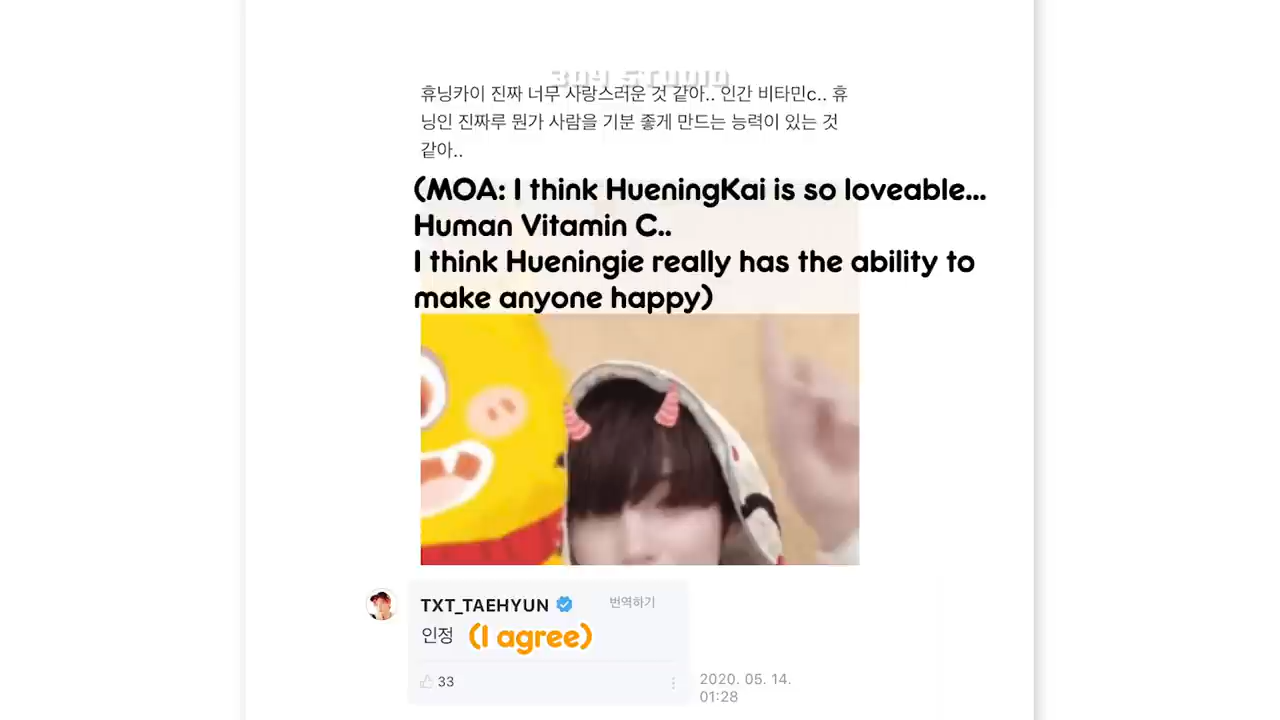 309 STUDIO
휴닝카이 진짜 너무 사랑스러운 것 같아.. 인간 비타민c.. 휴
닝인 진짜루 뭔가 사람을 기분 좋게 만드는 능력이 있는 것
같아..
(MOA: I think HueningKai is so loveable...
Human Vitamin C..
I think Hueningie really has the ability to
make anyone happy)
TXT_TAEHYUN
번역하기
인정 (I agree)
33
2020. 05. 14.
01:28